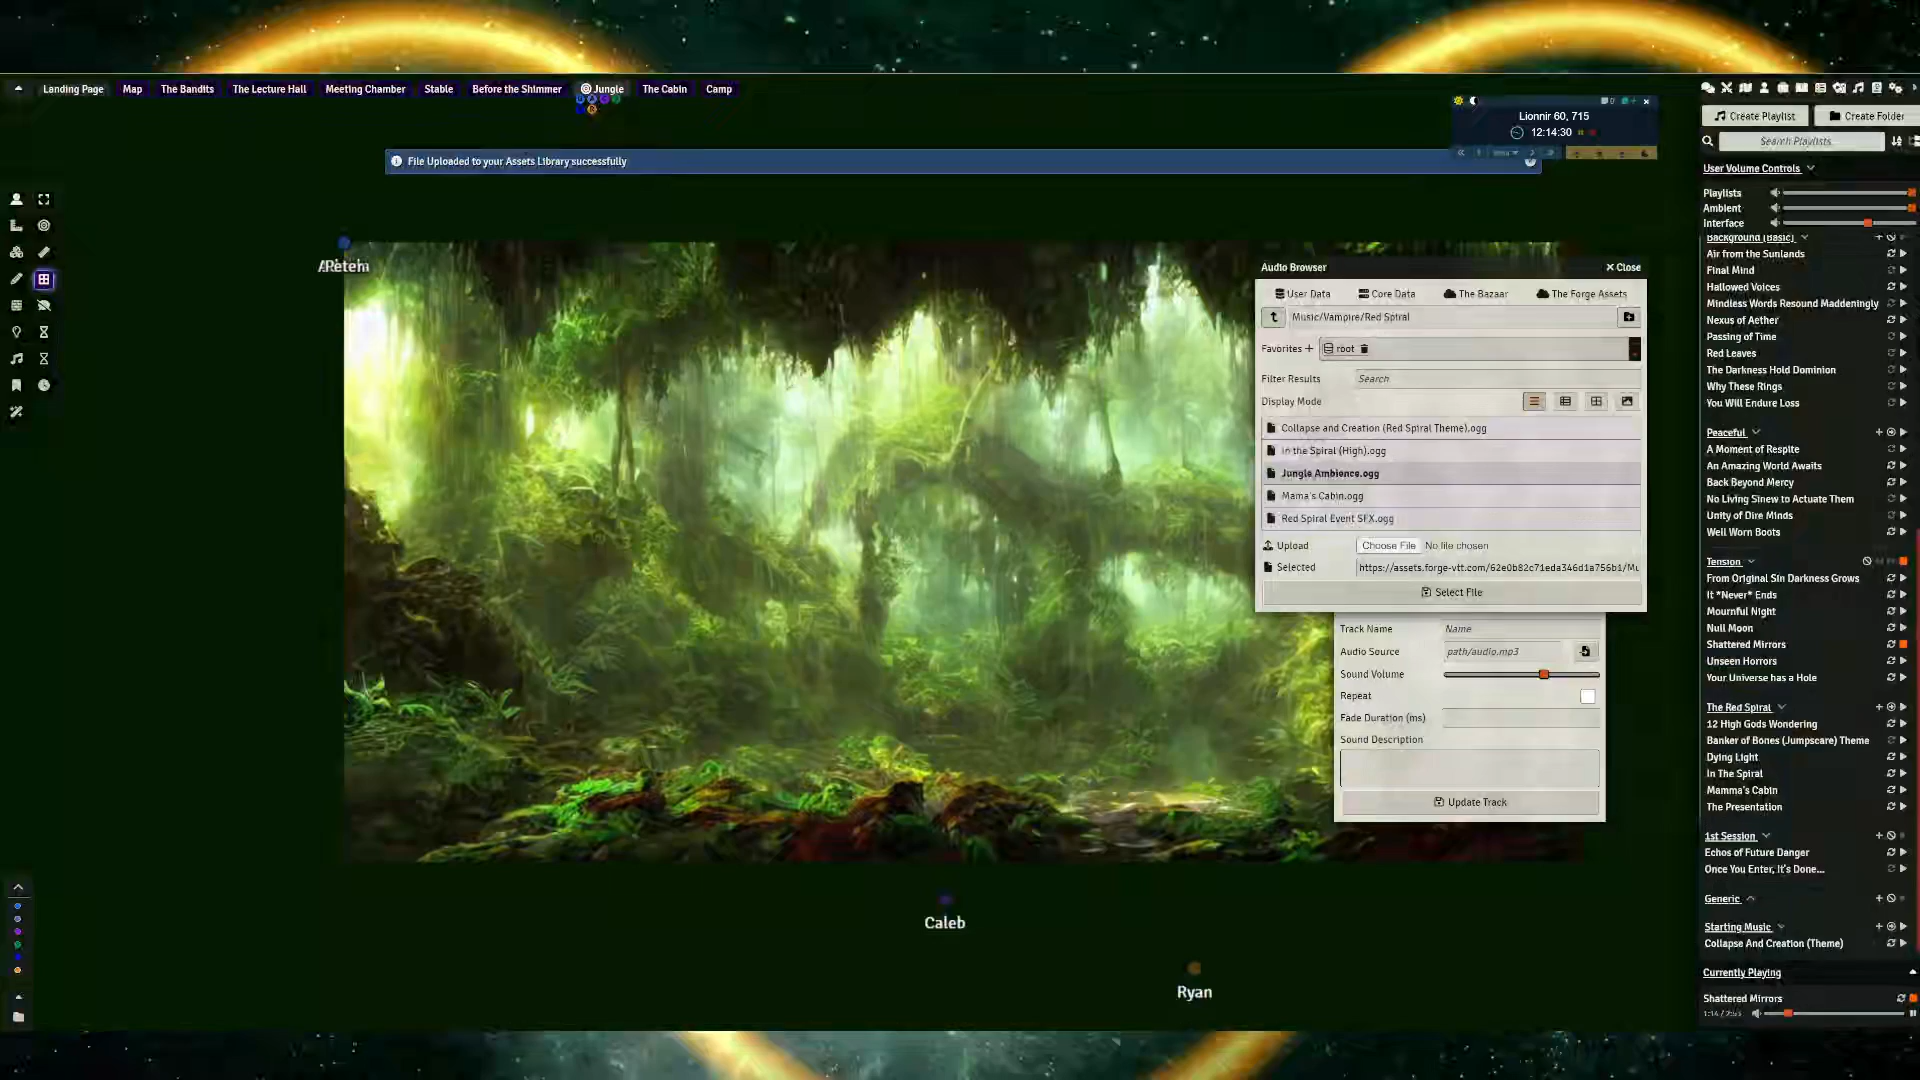 Landing Page Map The Bandits The Lecture Hall Meeting Chamber Stable Before the Shimmer Jungle The Cabin Camp
Lionnir 60, 715
12:14:30
File Uploaded to your Assets Library successfully
Caleb
Ryan
Audio Browser Close
User Data Core Data The Bazaar The Forge Assets
Music/Vampire/Red Spiral
Favorites + root
Filter Results Search
Display Mode
Collapse and Creation (Red Spiral Theme).ogg
In the Spiral (High).ogg
Jungle Ambience.ogg
Mama's Cabin.ogg
Red Spiral Event SFX.ogg
Upload Choose File No file chosen
Selected https://assets.forge-vtt.com/62e0b82c71eda346d1a756b1/Mu
Select File
Track Name Name
Audio Source path/audio.mp3
Sound Volume
Repeat
Fade Duration (ms)
Sound Description
Update Track
Create Playlist Create Folder
Search Playlists
User Volume Controls
Playlists
Ambient
Interface
Background (Basic)
Air from the Sunlands
Final Mind
Hallowed Voices
Mindless Words Resound Maddeningly
Nexus of Aether
Passing of Time
Red Leaves
The Darkness Hold Dominion
Why These Rings
You Will Endure Loss
Peaceful
A Moment of Respite
An Amazing World Awaits
Back Beyond Mercy
No Living Sinew to Actuate Them
Unity of Dire Minds
Well Worn Boots
Tension
From Original Sin Darkness Grows
It *Never* Ends
Mournful Night
Null Moon
Shattered Mirrors
Unseen Horrors
Your Universe has a Hole
The Red Spiral
12 High Gods Wondering
Banker of Bones (Jumpscare) Theme
Dying Light
In The Spiral
Mamma's Cabin
The Presentation
1st Session
Echos of Future Danger
Once You Enter, It's Done...
Generic
Starting Music
Collapse And Creation (Theme)
Currently Playing
Shattered Mirrors